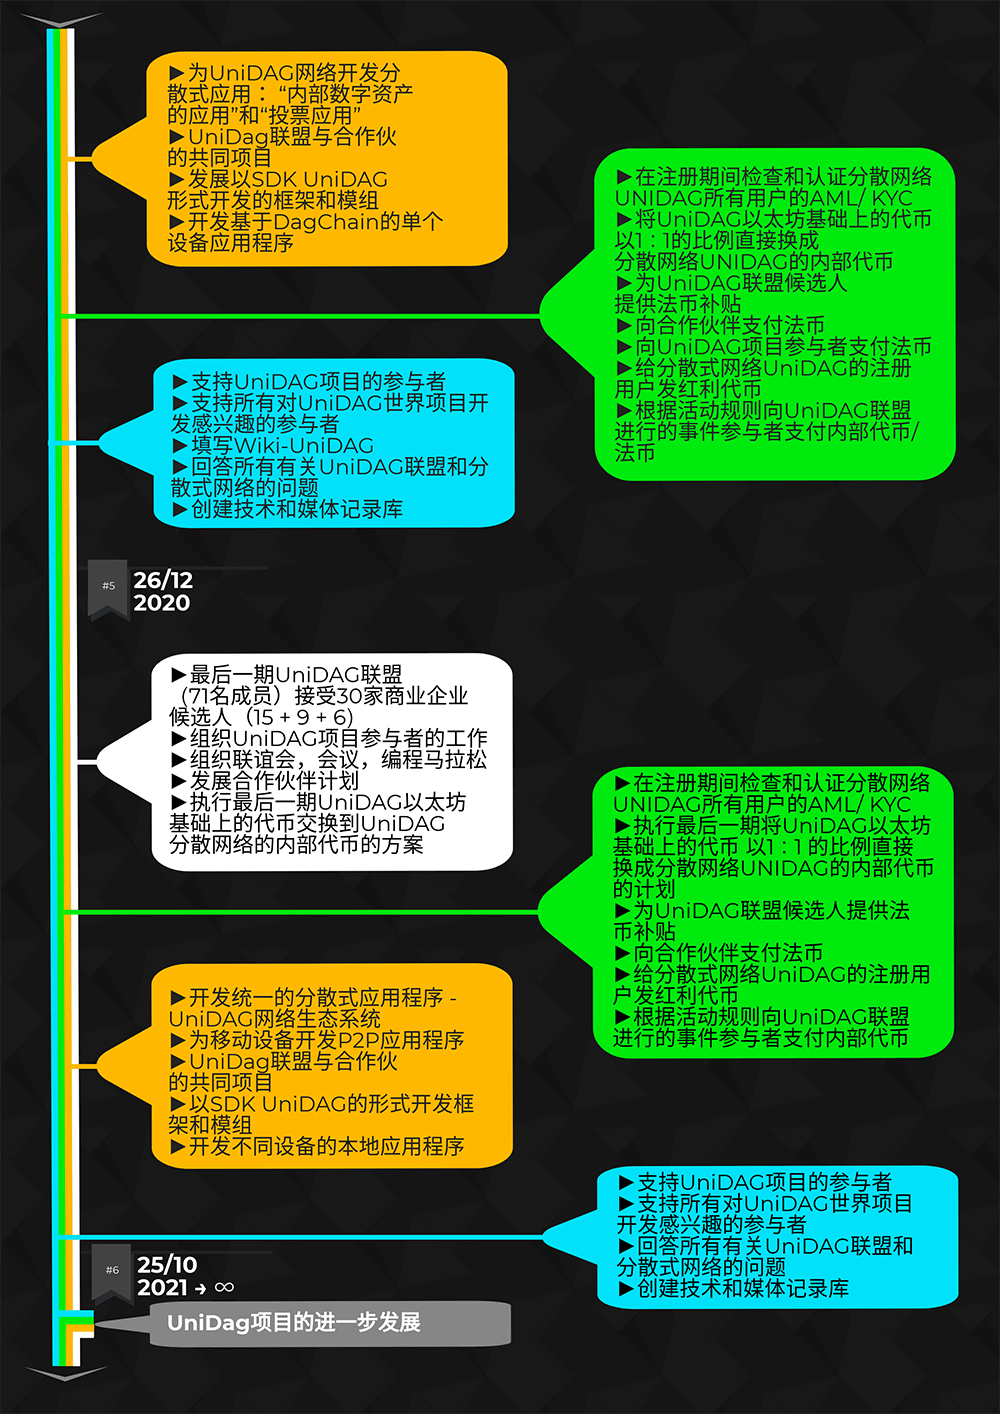 ►为UniDAG网络开发分
散式应用： “内部数字资产
的应用”和“投票应用”
►UniDag联盟与合作伙
的共同项目
►发展以SDK UniDAG
形式开发的框架和模组
►开发基于DagChain的单个
设备应用程序
►在注册期间检查和认证分散网络
UNIDAG所有用户的AML/ KYC
►将UniDAG以太坊基础上的代币
以1：1的比例直接换成
分散网络UNIDAG的内部代币
►为UniDAG联盟候选人
提供法币补贴
►向合作伙伴支付法币
►向UniDAG项目参与者支付法币
►给分散式网络UniDAG的注册
用户发红利代币
►根据活动规则向UniDAG联盟
进行的事件参与者支付内部代币/
法币
►支持UniDAG项目的参与者
►支持所有对UniDAG世界项目开
发感兴趣的参与者
►填写Wiki-UniDAG
►回答所有有关UniDAG联盟和分
散式网络的问题
►创建技术和媒体记录库
#5
26/12
2020
►最后一期UniDAG联盟
（71名成员）接受30家商业企业
候选人（15 + 9 + 6)
►组织UniDAG项目参与者的工作
►组织联谊会，会议，编程马拉松
►发展合作伙伴计划
►执行最后一期UniDAG以太坊
基础上的代币交换到UniDAG
分散网络的内部代币的方案
►在注册期间检查和认证分散网络
UNIDAG所有用户的AML/ KYC
►执行最后一期将UniDAG以太坊
基础上的代币 以1：1 的比例直接
换成分散网络UNIDAG的内部代币
的计划
►为UniDAG联盟候选人提供法
币补贴
►向合作伙伴支付法币
►给分散式网络UniDAG的注册用
户发红利代币
►根据活动规则向UniDAG联盟
进行的事件参与者支付内部代币
►开发统一的分散式应用程序 -
UniDAG网络生态系统
►为移动设备开发P2P应用程序
►UniDag联盟与合作伙
的共同项目
►以SDK UniDAG的形式开发框
架和模组
►开发不同设备的本地应用程序
►支持UniDAG项目的参与者
►支持所有对UniDAG世界项目
开发感兴趣的参与者
►回答所有有关UniDAG联盟和
分散式网络的问题
►创建技术和媒体记录库
#6
25/10
2021 → ∞
UniDag项目的进一步发展